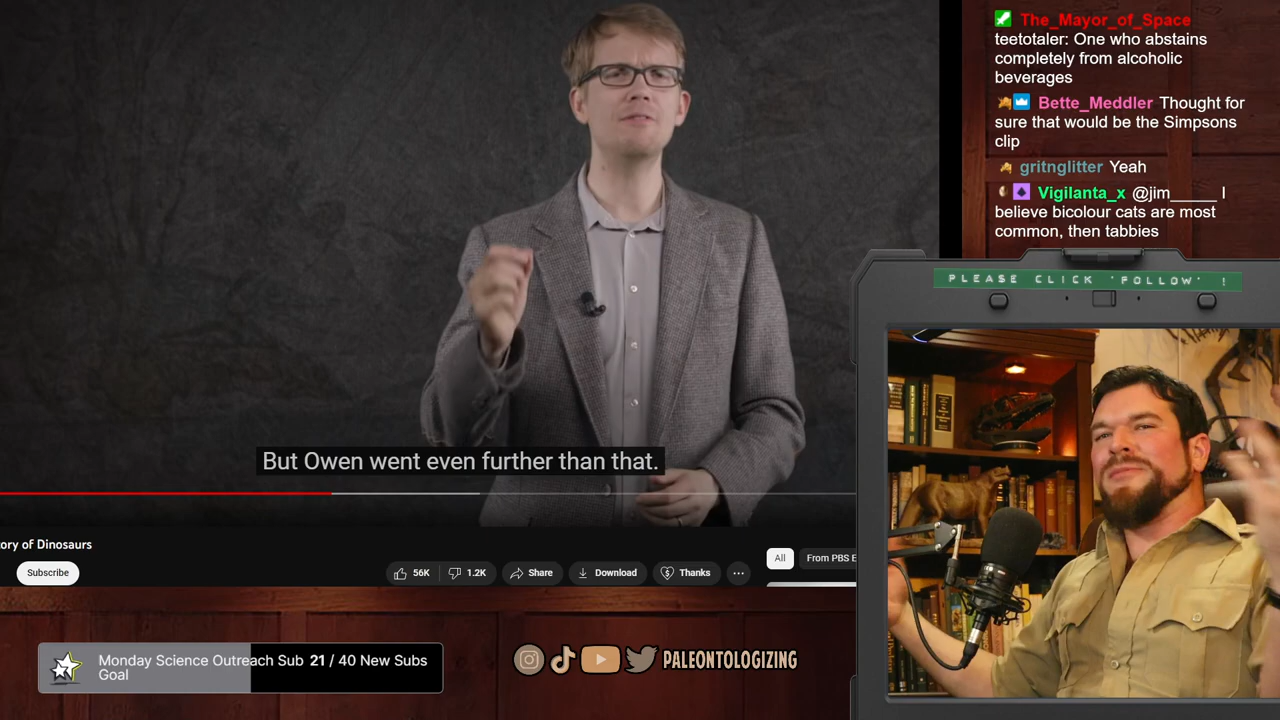 The_Mayor_of_Space
teetotaler: One who abstains
completely from alcoholic
beverages
Bette_Meddler Thought for
sure that would be the Simpsons
clip
gritnglitter Yeah
Vigilanta_x @jim_____ I
believe bicolour cats are most
common, then tabbies
PLEASE CLICK 'FOLLOW' !
But Owen went even further than that.
ory of Dinosaurs
Subscribe
56K
1.2K
Share
Download
Thanks
All
From PBS E
Monday Science Outreach Sub 21 / 40 New Subs
Goal
PALEONTOLOGIZING